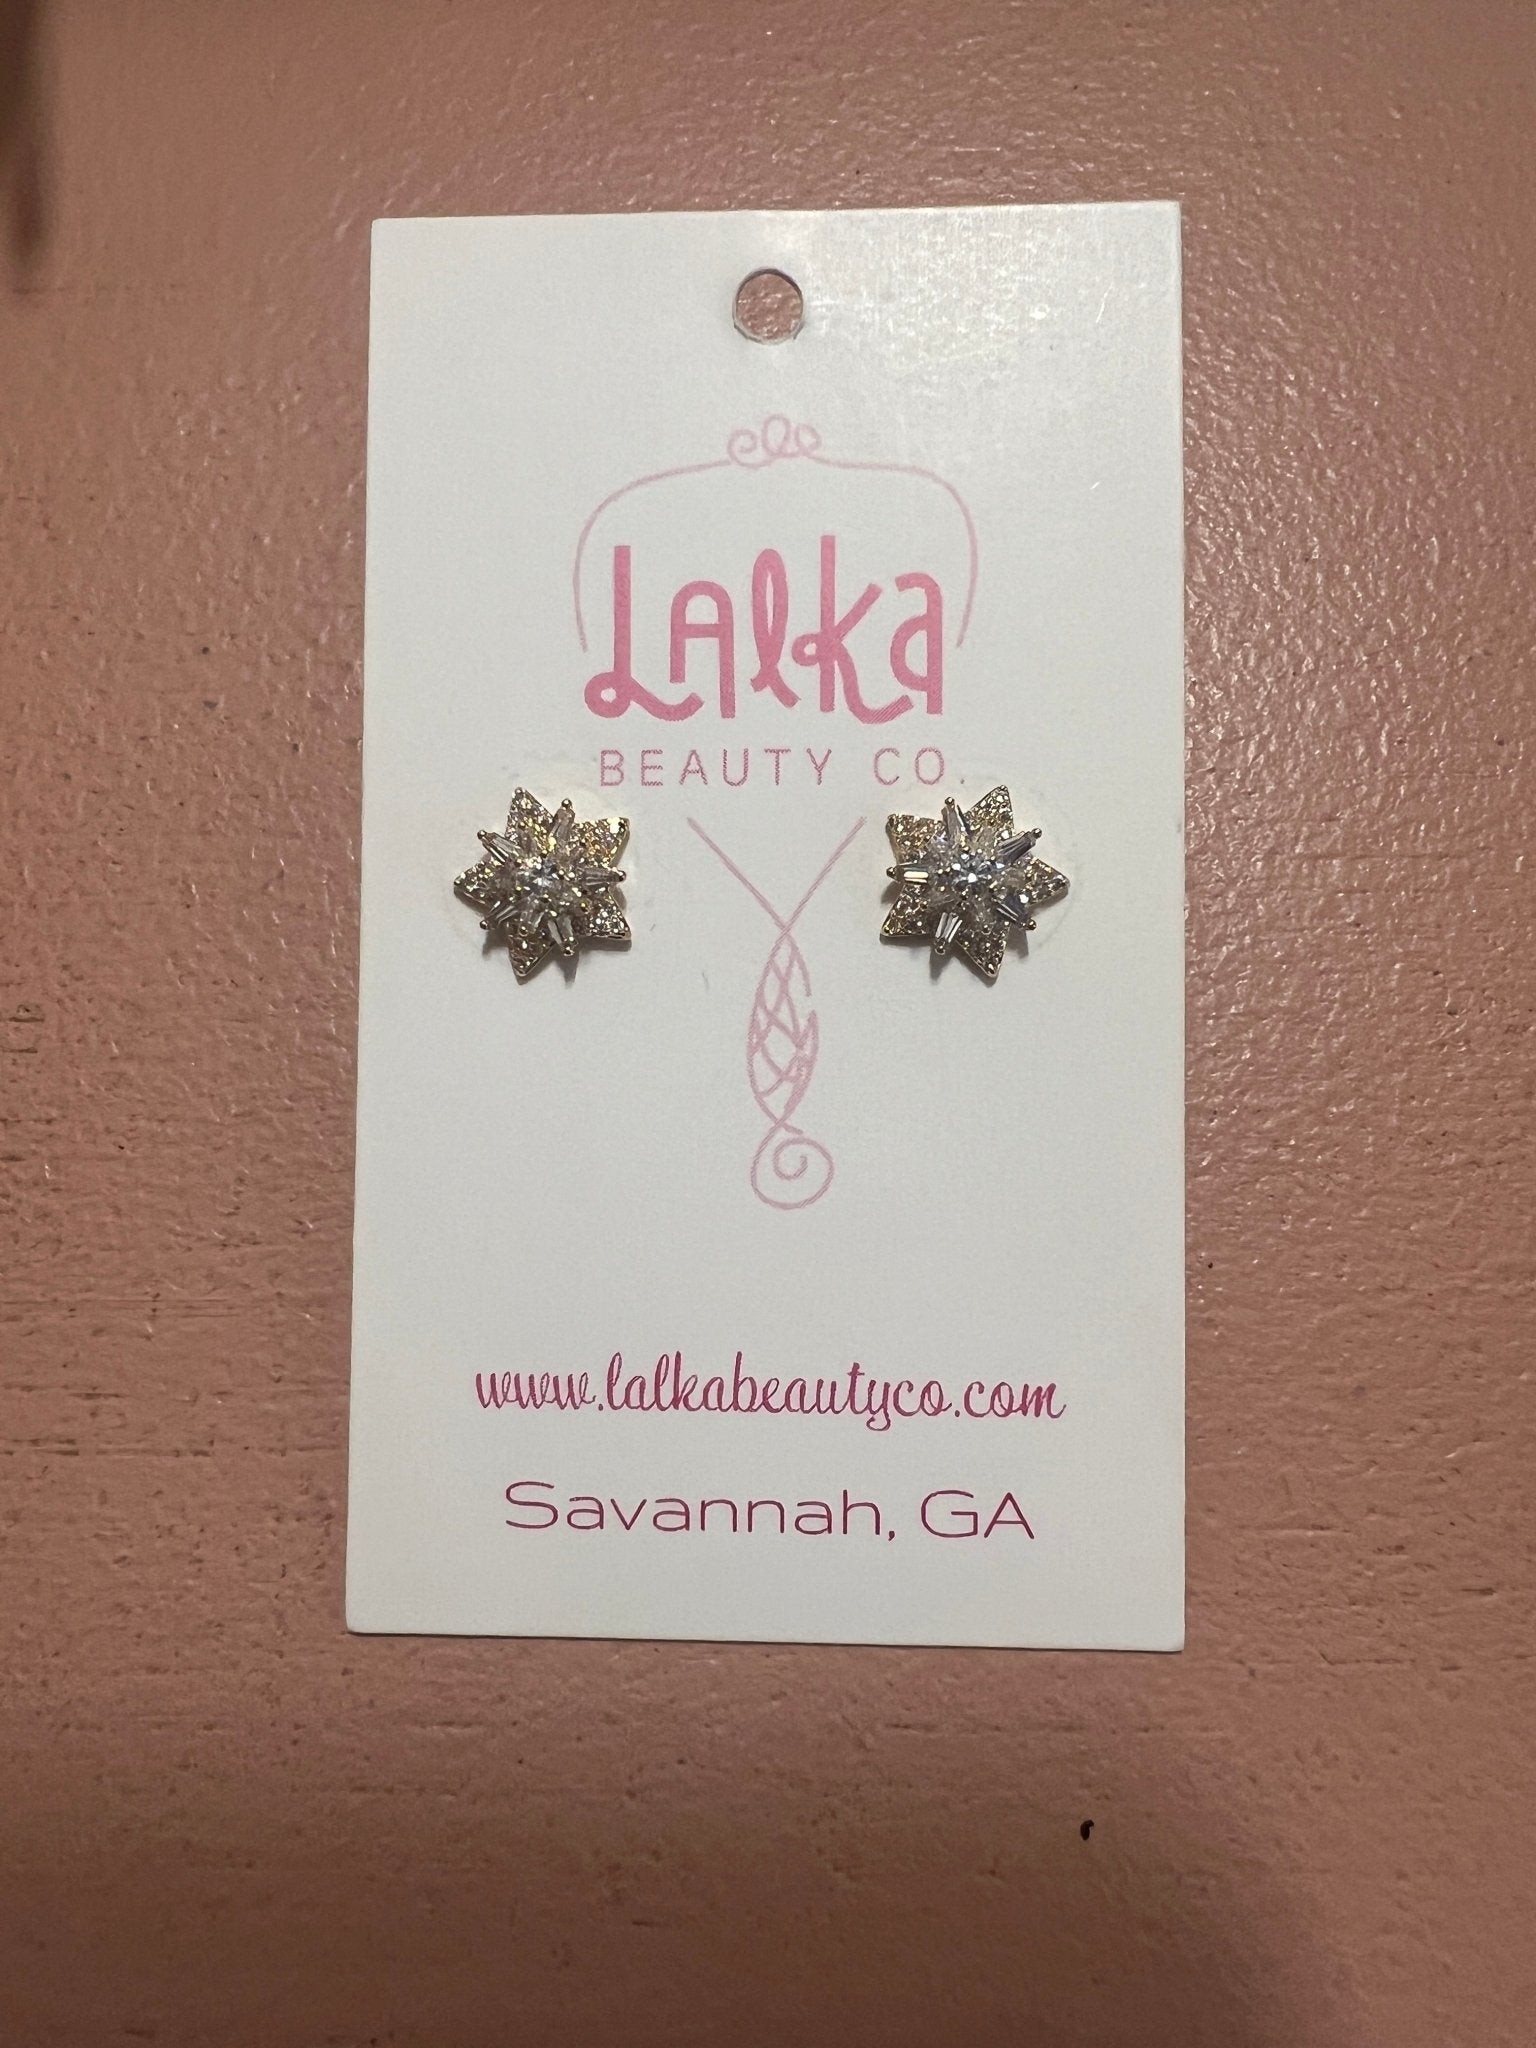 LALka
BEAUTY CO.
www.lalkabeautyco.com
Savannah, GA